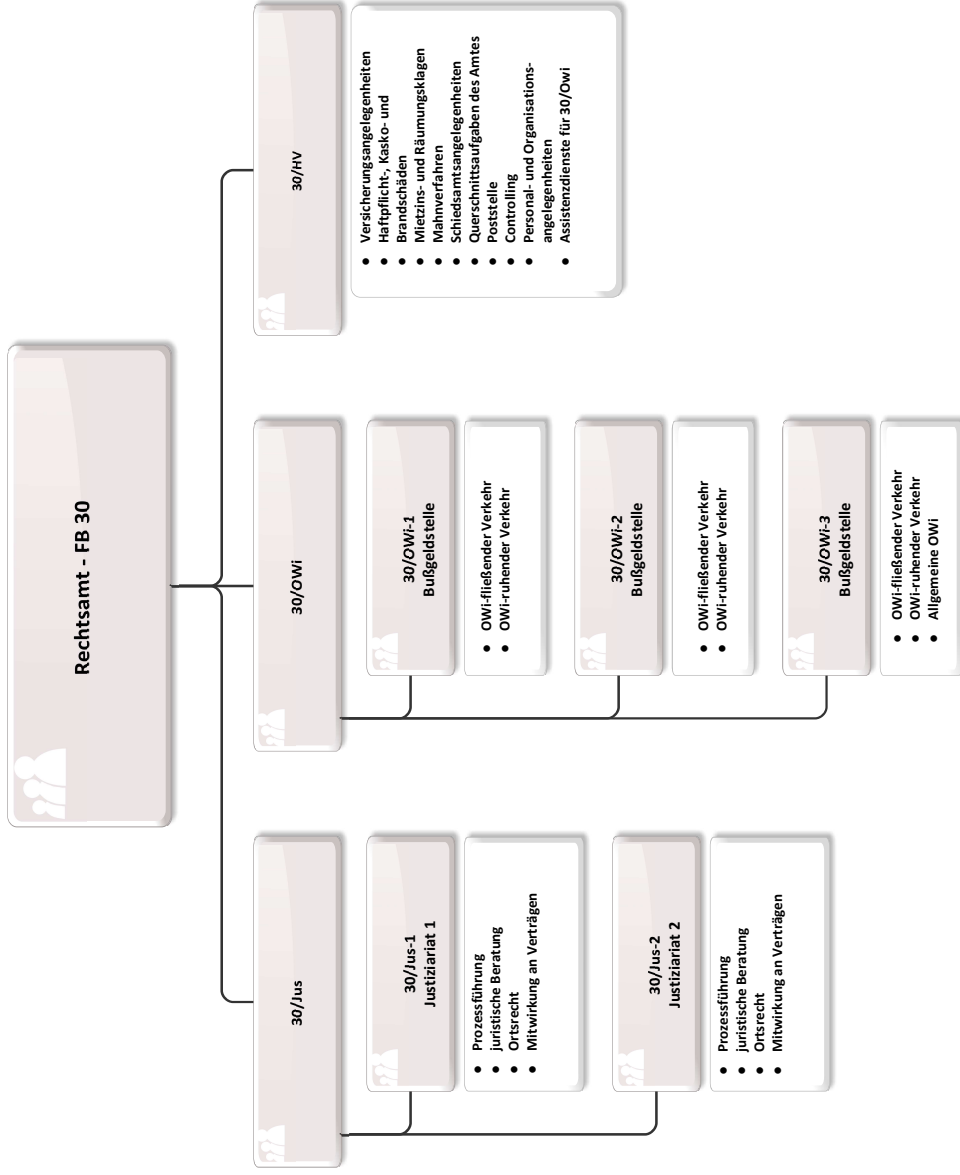 Rechtsamt - FB 30
30/Jus
30/Jus-1
Justiziariat 1
Prozessführung
juristische Beratung
Ortsrecht
Mitwirkung an Verträgen
30/Jus-2
Justiziariat 2
Prozessführung
juristische Beratung
Ortsrecht
Mitwirkung an Verträgen
30/OWi
30/OWi-1
Bußgeldstelle
OWi-fließender Verkehr
OWi-ruhender Verkehr
30/OWi-2
Bußgeldstelle
OWi-fließender Verkehr
OWi-ruhender Verkehr
30/OWi-3
Bußgeldstelle
OWi-fließender Verkehr
OWi-ruhender Verkehr
Allgemeine OWi
30/HV
Versicherungsangelegenheiten
Haftpflicht-, Kasko- und
Brandschäden
Mietzins- und Räumungsklagen
Mahnverfahren
Schiedsamtsangelegenheiten
Querschnittsaufgaben des Amtes
Poststelle
Controlling
Personal- und Organisations-
angelegenheiten
Assistenzdienste für 30/Owi